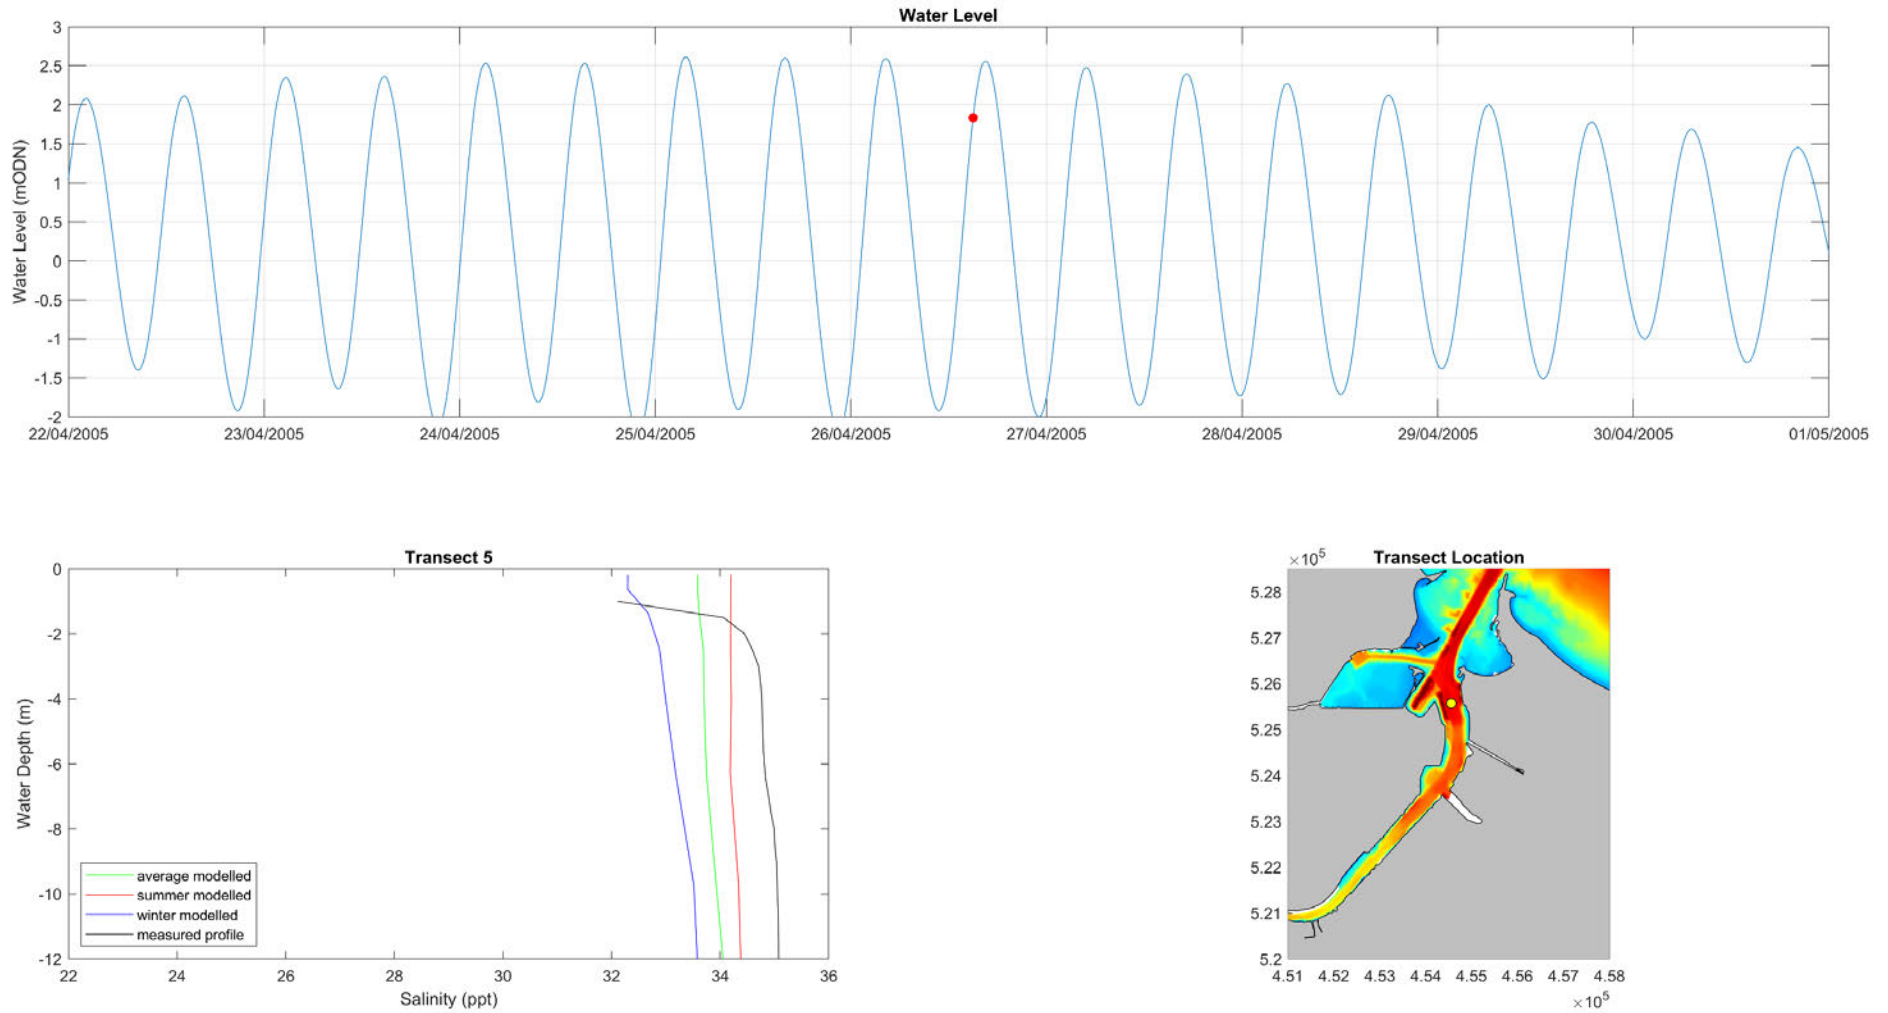 Water Level
3
2.5
2
1.5
1
0.5
0
-0.5
-1
-1.5
-2
Water Level (mODN)
22/04/2005 23/04/2005 24/04/2005 25/04/2005 26/04/2005 27/04/2005 28/04/2005 29/04/2005 30/04/2005 01/05/2005
Transect 5
0
-2
-4
-6
-8
-10
-12
Water Depth (m)
average modelled
summer modelled
winter modelled
measured profile
22 24 26 28 30 32 34 36
Salinity (ppt)
×10⁵ Transect Location
5.28
5.27
5.26
5.25
5.24
5.23
5.22
5.21
5.2
4.51 4.52 4.53 4.54 4.55 4.56 4.57 4.58
×10⁵